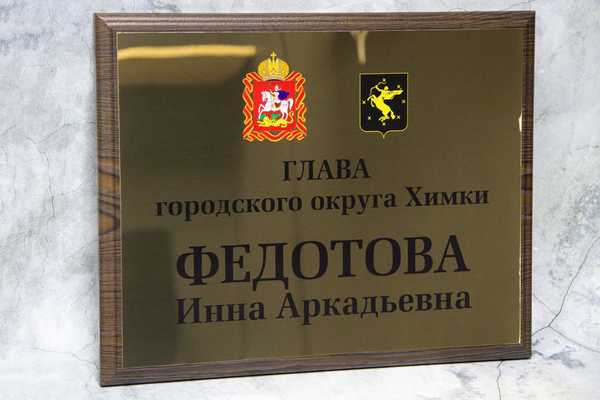 ГЛАВА
городского округа Химки
ФЕДОТОВА
Инна Аркадьевна